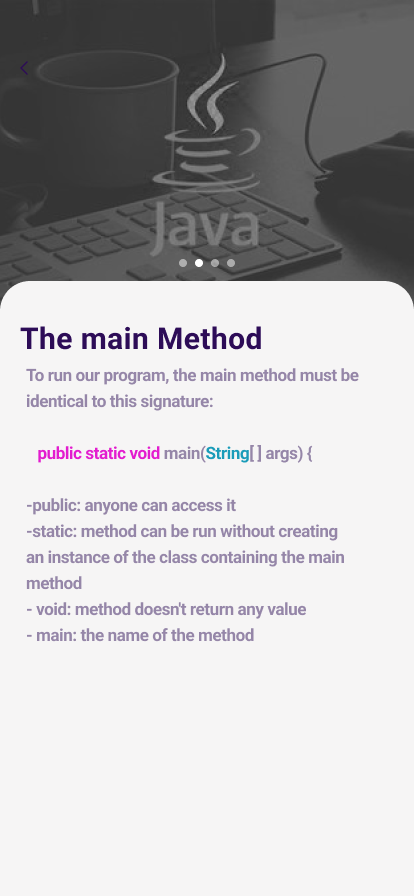 Java
The main Method
To run our program, the main method must be
identical to this signature:
public static void main(String[ ] args) {
-public: anyone can access it
-static: method can be run without creating
an instance of the class containing the main
method
- void: method doesn't return any value
- main: the name of the method